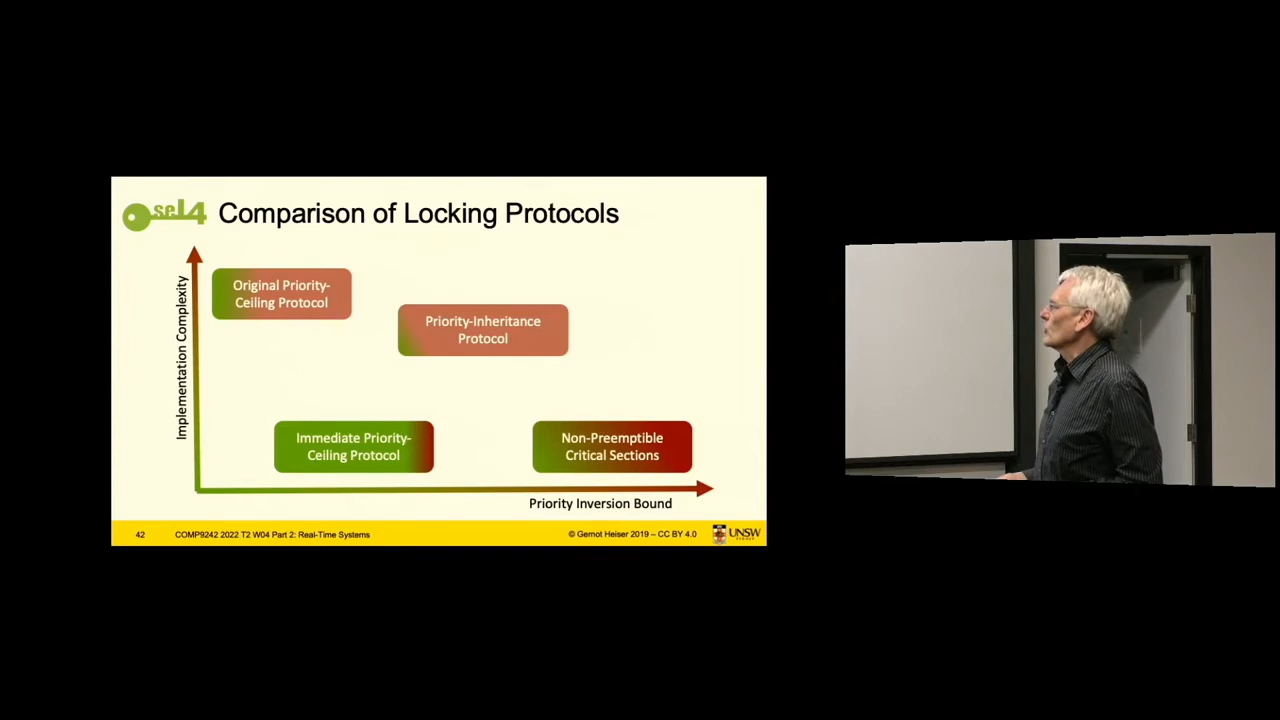 seL4
Comparison of Locking Protocols
Implementation Complexity
Original Priority-
Ceiling Protocol
Priority-Inheritance
Protocol
Immediate Priority-
Ceiling Protocol
Non-Preemptible
Critical Sections
Priority Inversion Bound
42
COMP9242 2022 T2 W04 Part 2: Real-Time Systems
© Gernot Heiser 2019 – CC BY 4.0
UNSW